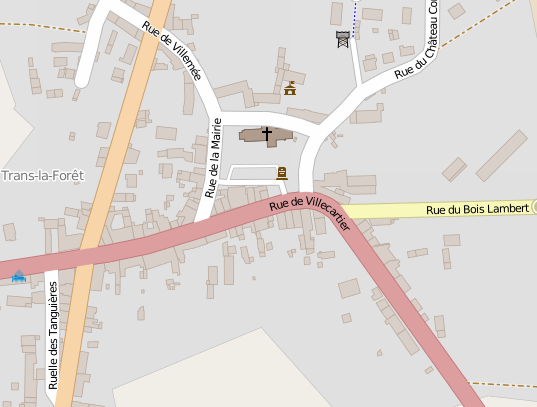 Rue de Villemée
Rue du Château Co
Rue de la Mairie
Trans-la-Forêt
Rue de Villecartier
Rue du Bois Lambert
Ruelle des Tanguières